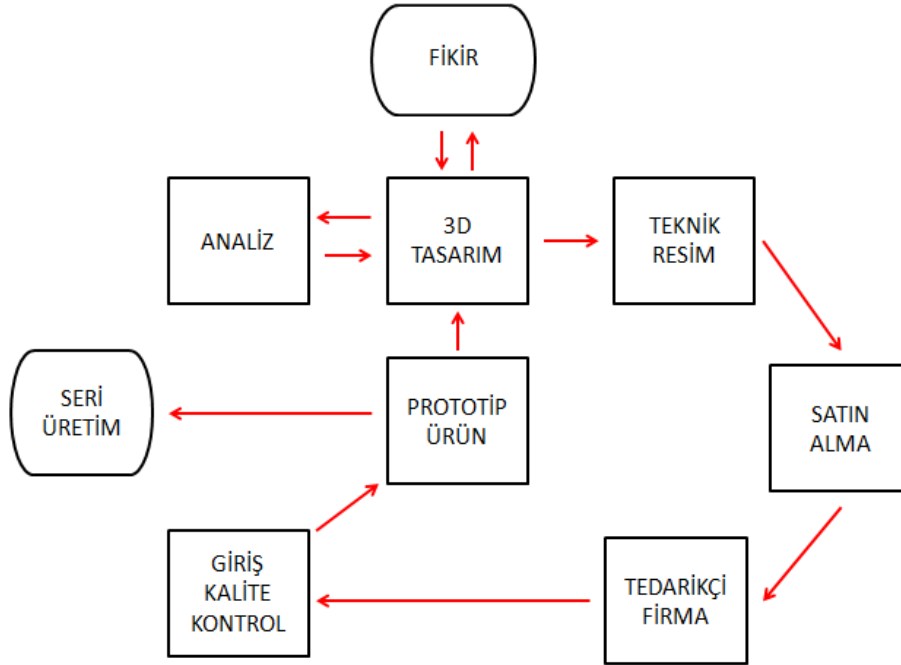 FİKİR
ANALİZ
3D
TASARIM
TEKNİK
RESİM
SERİ
ÜRETİM
PROTOTİP
ÜRÜN
SATIN
ALMA
GİRİŞ
KALİTE
KONTROL
TEDARİKÇİ
FİRMA